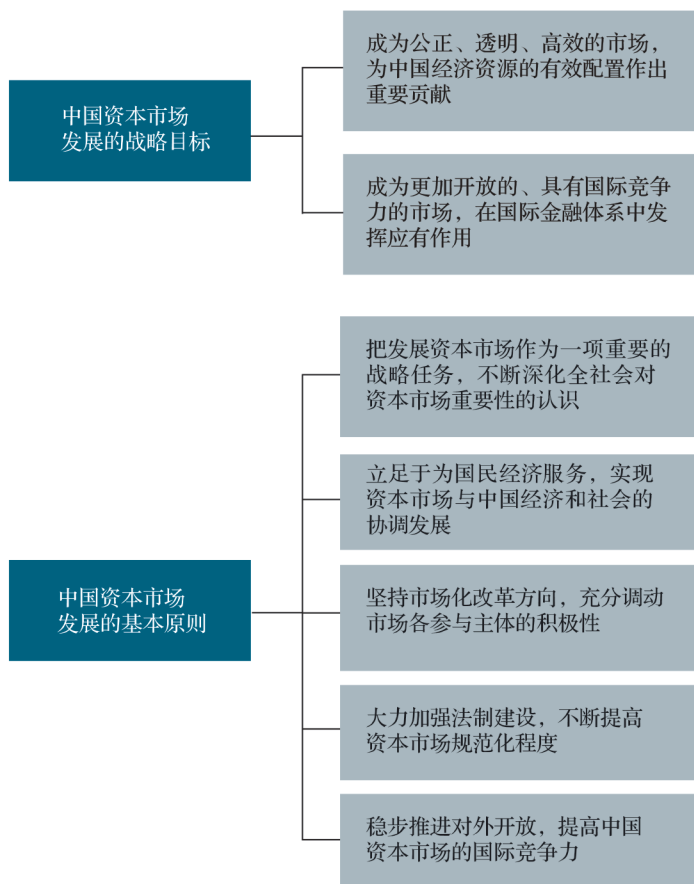 中国资本市场
发展的战略目标
成为公正、透明、高效的市场，
为中国经济资源的有效配置作出
重要贡献
成为更加开放的、具有国际竞争
力的市场，在国际金融体系中发
挥应有作用
中国资本市场
发展的基本原则
把发展资本市场作为一项重要的
战略任务，不断深化全社会对
资本市场重要性的认识
立足于为国民经济服务，实现
资本市场与中国经济和社会的
协调发展
坚持市场化改革方向，充分调动
市场各参与主体的积极性
大力加强法制建设，不断提高
资本市场规范化程度
稳步推进对外开放，提高中国
资本市场的国际竞争力